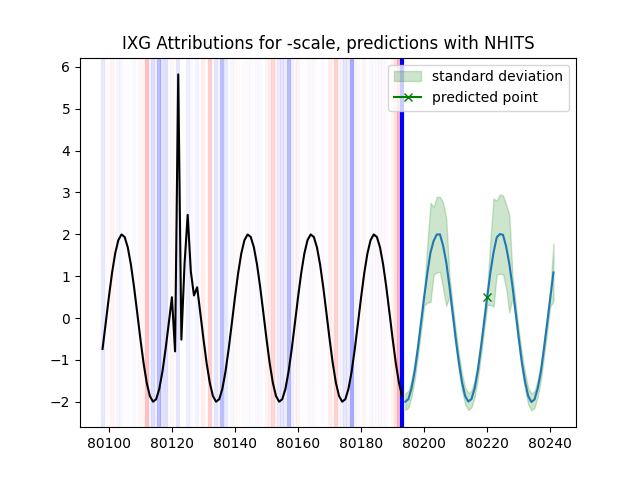 IXG Attributions for -scale, predictions with NHITS
standard deviation
predicted point
6
5
4
3
2
1
0
−1
−2
80100 80120 80140 80160 80180 80200 80220 80240